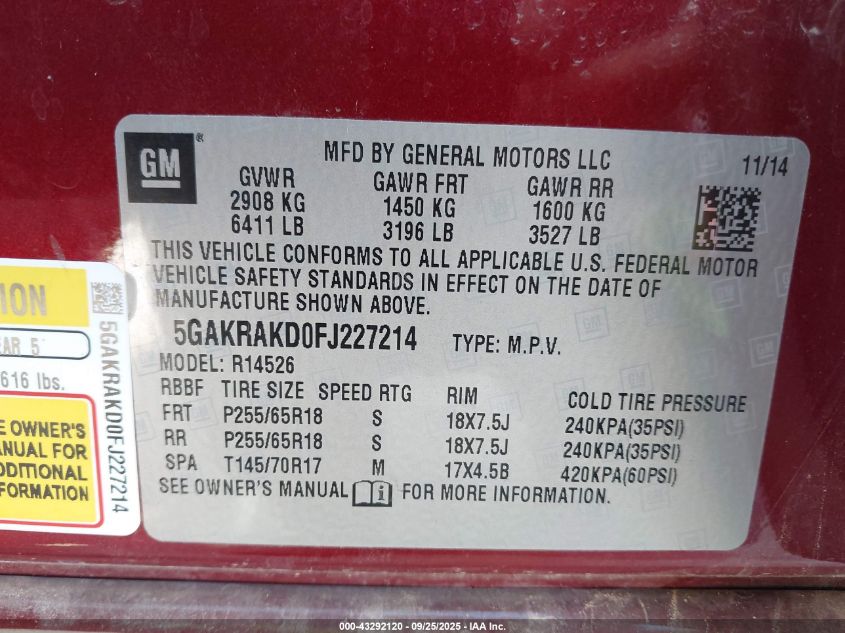 GM ®
MFD BY GENERAL MOTORS LLC 11/14
GVWR GAWR FRT GAWR RR
2908 KG 1450 KG 1600 KG
6411 LB 3196 LB 3527 LB
THIS VEHICLE CONFORMS TO ALL APPLICABLE U.S. FEDERAL MOTOR
VEHICLE SAFETY STANDARDS IN EFFECT ON THE DATE OF
MANUFACTURE SHOWN ABOVE.
5GAKRAKD0FJ227214 TYPE: M.P.V.
MODEL: R14526
RBBF TIRE SIZE SPEED RTG RIM COLD TIRE PRESSURE
FRT P255/65R18 S 18X7.5J 240KPA(35PSI)
RR P255/65R18 S 18X7.5J 240KPA(35PSI)
SPA T145/70R17 M 17X4.5B 420KPA(60PSI)
SEE OWNER'S MANUAL FOR MORE INFORMATION.
EAR 5
616 lbs.
E OWNER'S
ANUAL FOR
DDITIONAL
FORMATION
5GAKRAKD0FJ227214
000-43292120 - 09/25/2025 - IAA Inc.